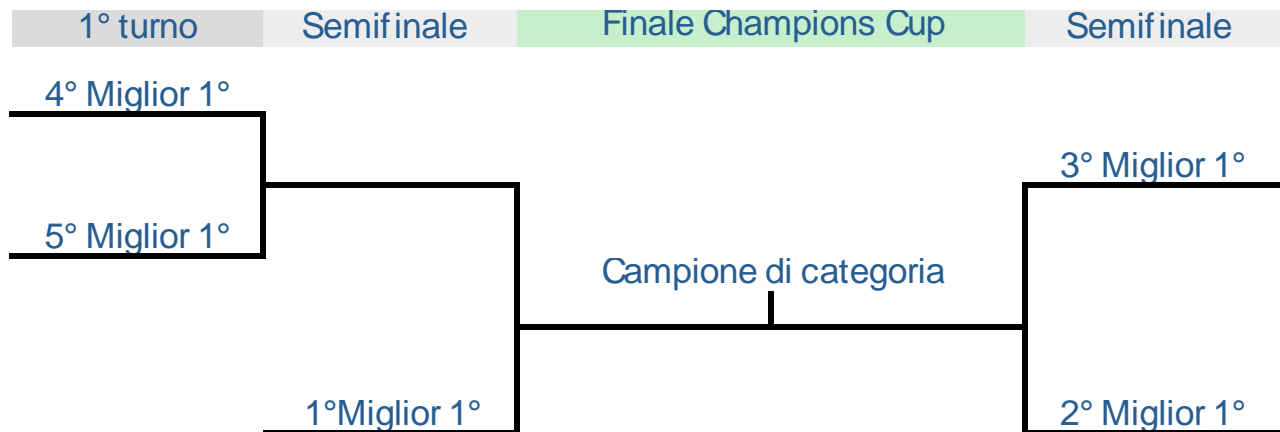 1° turno Semifinale Finale Champions Cup Semifinale
4° Miglior 1°
3° Miglior 1°
5° Miglior 1°
Campione di categoria
1°Miglior 1° 2° Miglior 1°